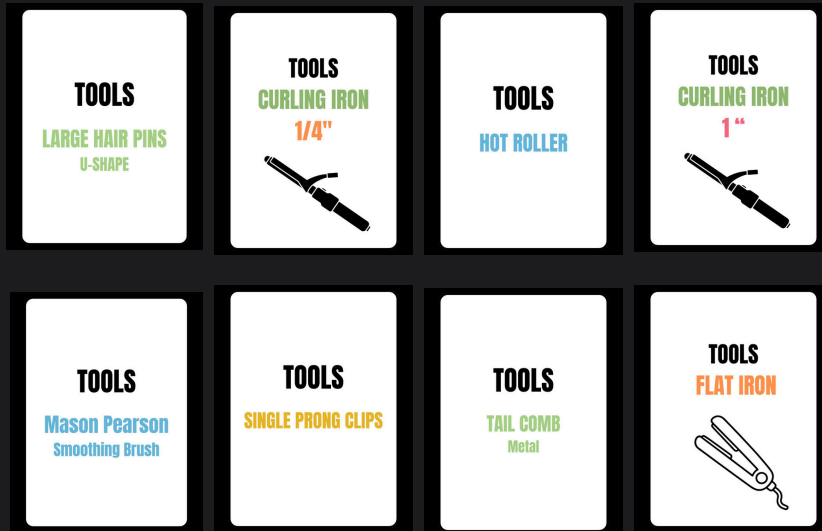 TOOLS
LARGE HAIR PINS
U-SHAPE
TOOLS
CURLING IRON
1/4"
TOOLS
HOT ROLLER
TOOLS
CURLING IRON
1 “
TOOLS
Mason Pearson
Smoothing Brush
TOOLS
SINGLE PRONG CLIPS
TOOLS
TAIL COMB
Metal
TOOLS
FLAT IRON